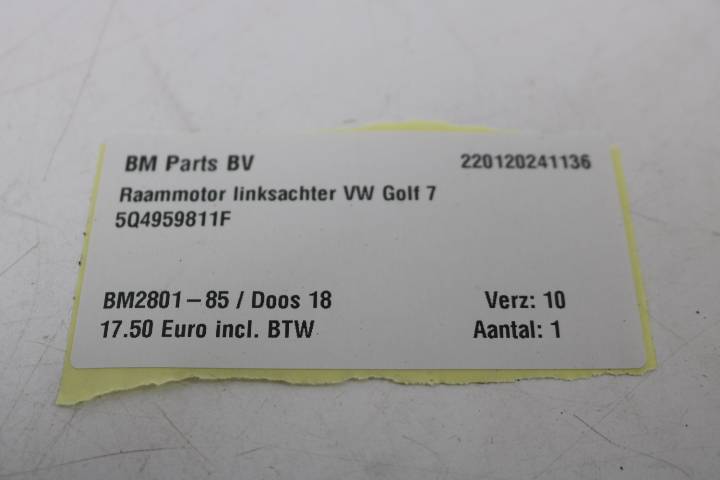 BM Parts BV 220120241136
Raammotor linksachter VW Golf 7
5Q4959811F
BM2801-85 / Doos 18 Verz: 10
17.50 Euro incl. BTW Aantal: 1